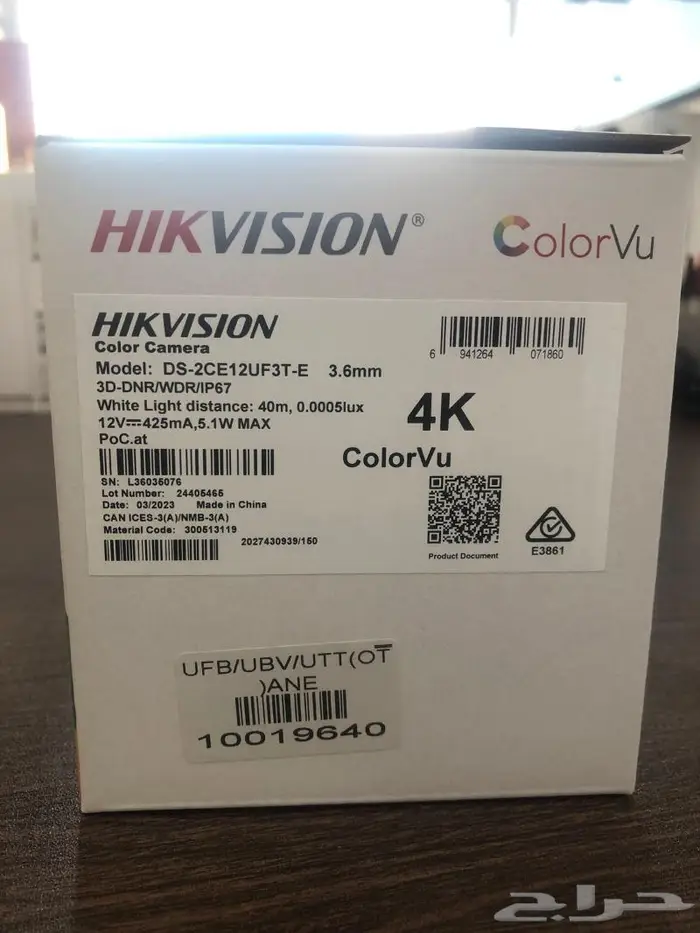 HIKVISION®
ColorVu
HIKVISION
Color Camera
Model: DS-2CE12UF3T-E 3.6mm
3D-DNR/WDR/IP67
White Light distance: 40m, 0.0005lux
12V⎓425mA,5.1W MAX
PoC.at
6 941264 071860
4K
ColorVu
SN: L36035076
Lot Number: 24405465
Date: 03/2023 Made in China
CAN ICES-3(A)/NMB-3(A)
Material Code: 300513119
2027430939/150
Product Document
E3861
UFB/UBV/UTT(OT
)ANE
10019640
حراج